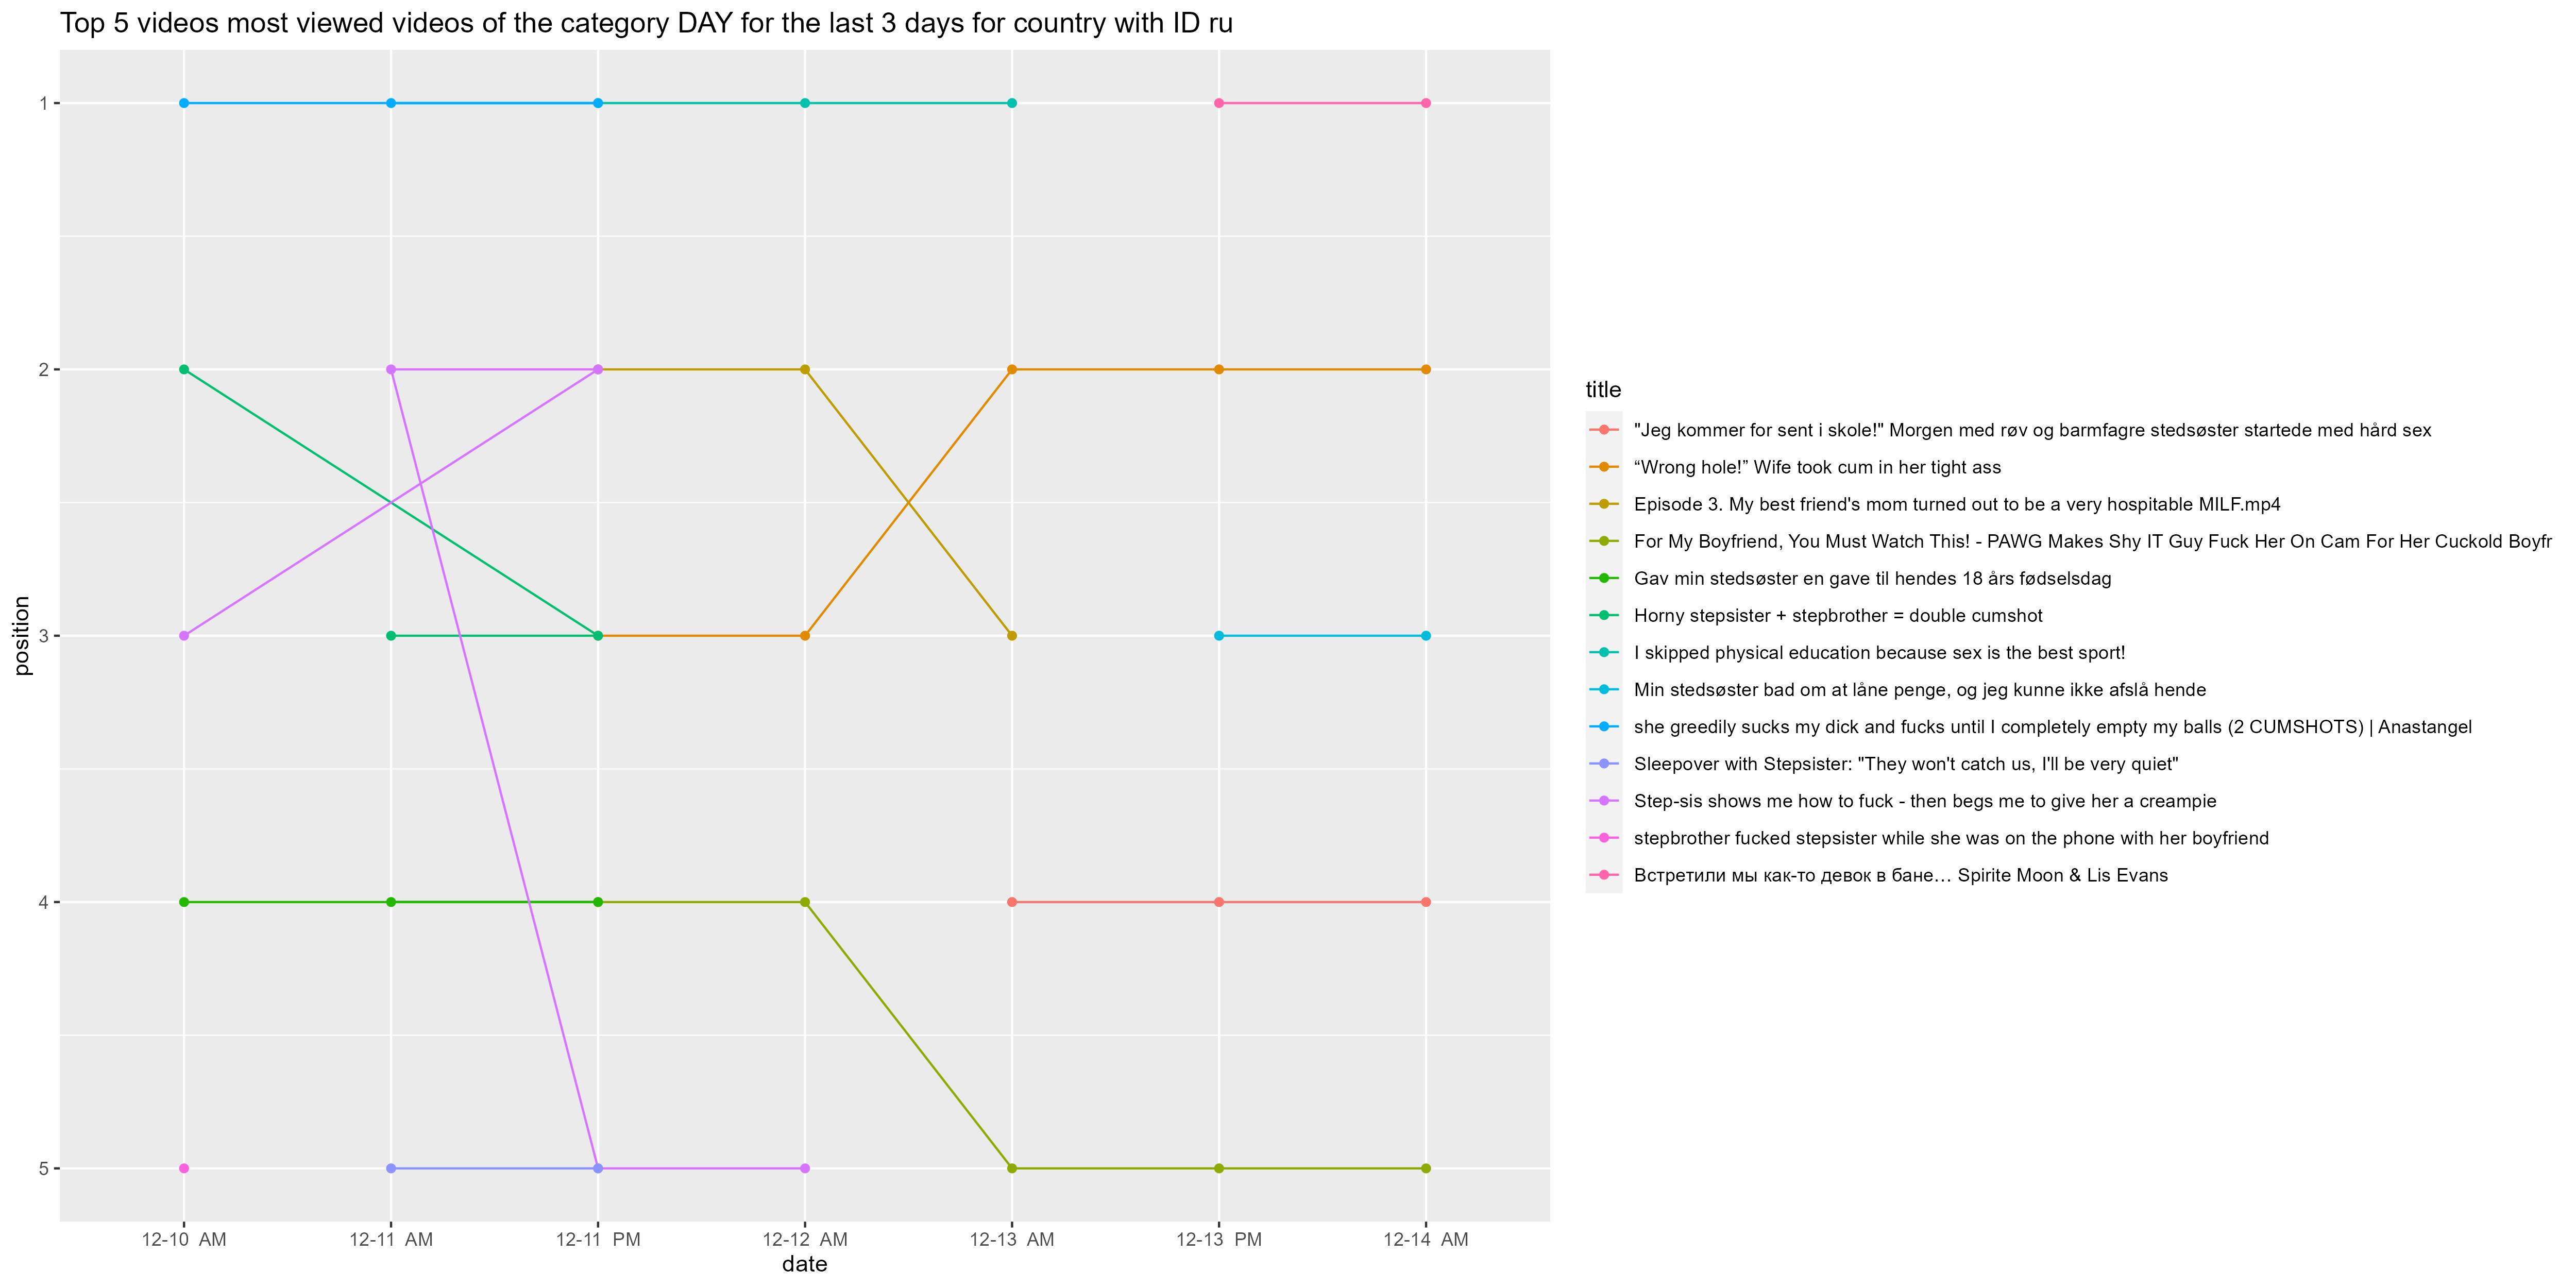 Top 5 videos most viewed videos of the category DAY for the last 3 days for country with ID ru
position
1
2
3
4
5
12-10 AM
12-11 AM
12-11 PM
12-12 AM
12-13 AM
12-13 PM
12-14 AM
date
title
"Jeg kommer for sent i skole!" Morgen med røv og barmfagre stedsøster startede med hård sex
“Wrong hole!” Wife took cum in her tight ass
Episode 3. My best friend's mom turned out to be a very hospitable MILF.mp4
For My Boyfriend, You Must Watch This! - PAWG Makes Shy IT Guy Fuck Her On Cam For Her Cuckold Boyfr
Gav min stedsøster en gave til hendes 18 års fødselsdag
Horny stepsister + stepbrother = double cumshot
I skipped physical education because sex is the best sport!
Min stedsøster bad om at låne penge, og jeg kunne ikke afslå hende
she greedily sucks my dick and fucks until I completely empty my balls (2 CUMSHOTS) | Anastangel
Sleepover with Stepsister: "They won't catch us, I'll be very quiet"
Step-sis shows me how to fuck - then begs me to give her a creampie
stepbrother fucked stepsister while she was on the phone with her boyfriend
Встретили мы как-то девок в бане… Spirite Moon & Lis Evans